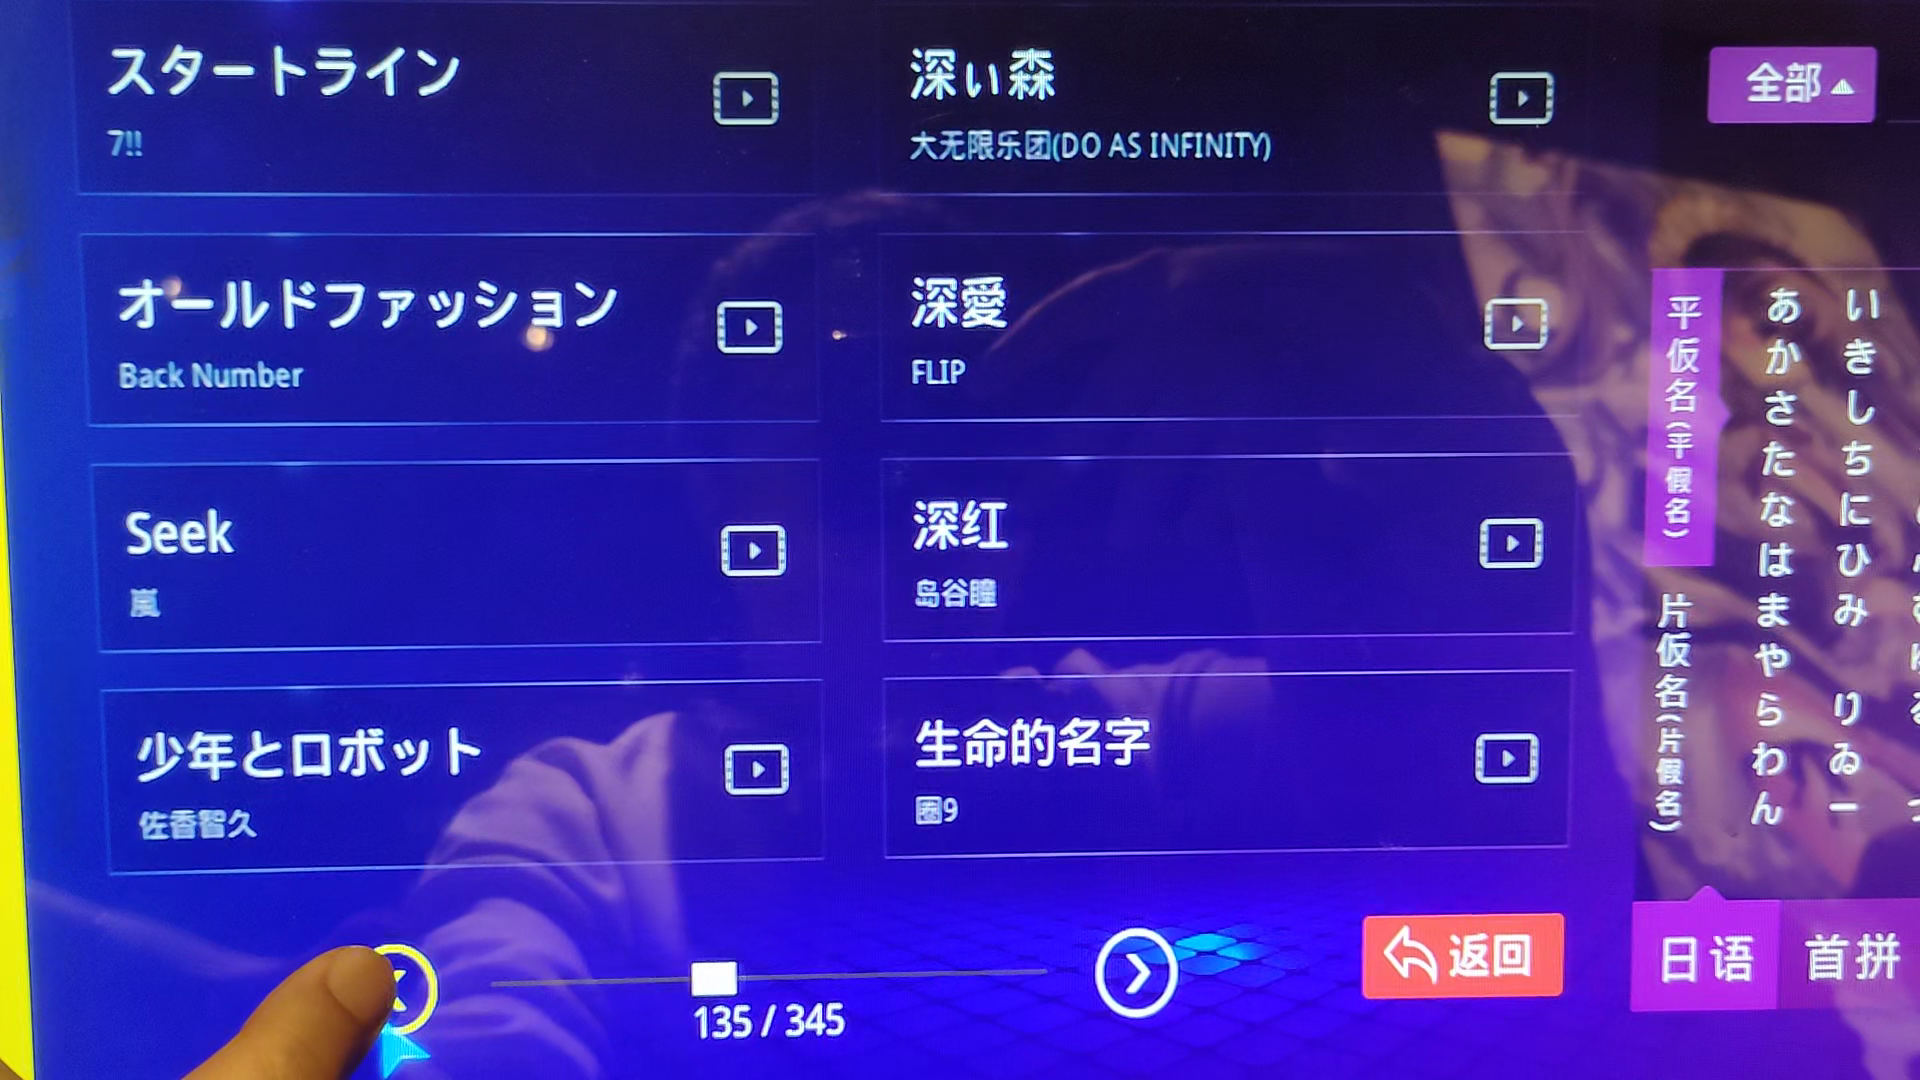 スタートライン
7!!
深い森
大无限乐团(DO AS INFINITY)
オールドファッション
Back Number
深愛
FLIP
Seek
嵐
深红
岛谷瞳
少年とロボット
佐香智久
生命的名字
圈9
135 / 345
返回
全部
平仮名(平假名)
片仮名(片假名)
あかさたなはまやらわん
いきしちにひみ りゐー
日语
首拼